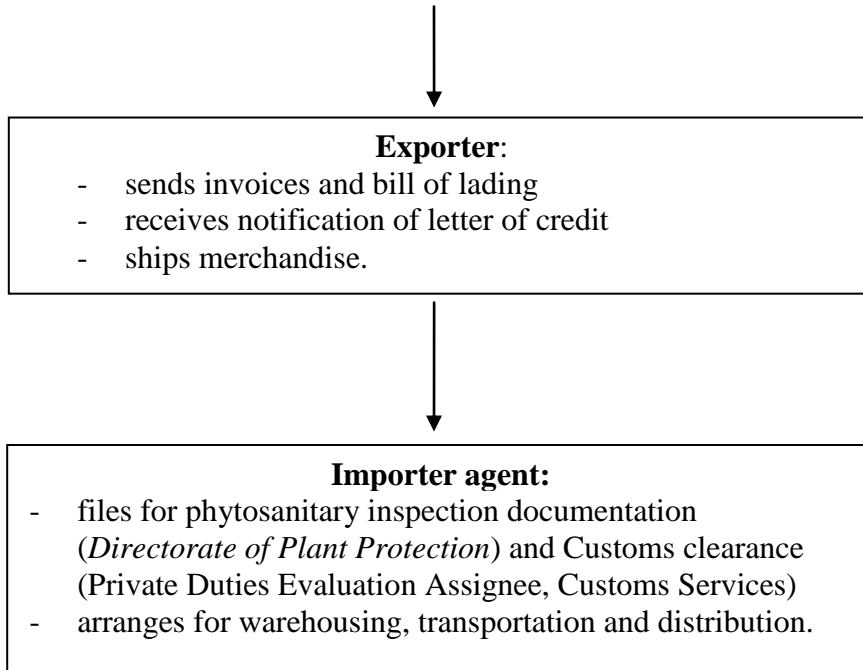 Exporter:
- sends invoices and bill of lading
- receives notification of letter of credit
- ships merchandise.
Importer agent:
- files for phytosanitary inspection documentation
(Directorate of Plant Protection) and Customs clearance
(Private Duties Evaluation Assignee, Customs Services)
- arranges for warehousing, transportation and distribution.